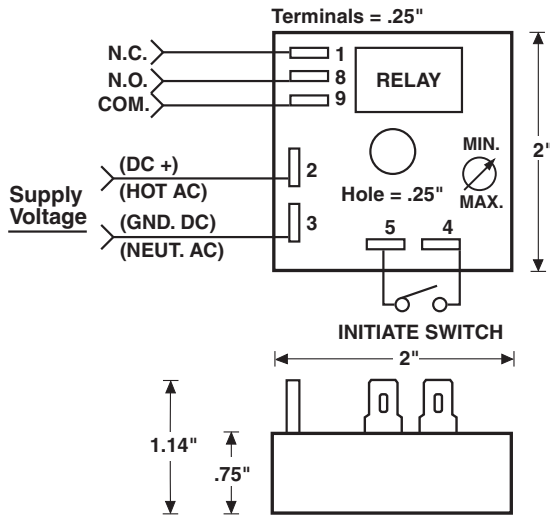 Terminals = .25"
N.C.
1
RELAY
N.O.
8
COM.
9
2"
MIN.
MAX.
(DC +)
2
(HOT AC)
Hole = .25"
Supply
Voltage
(GND. DC)
3
(NEUT. AC)
5
4
INITIATE SWITCH
2"
1.14"
.75"